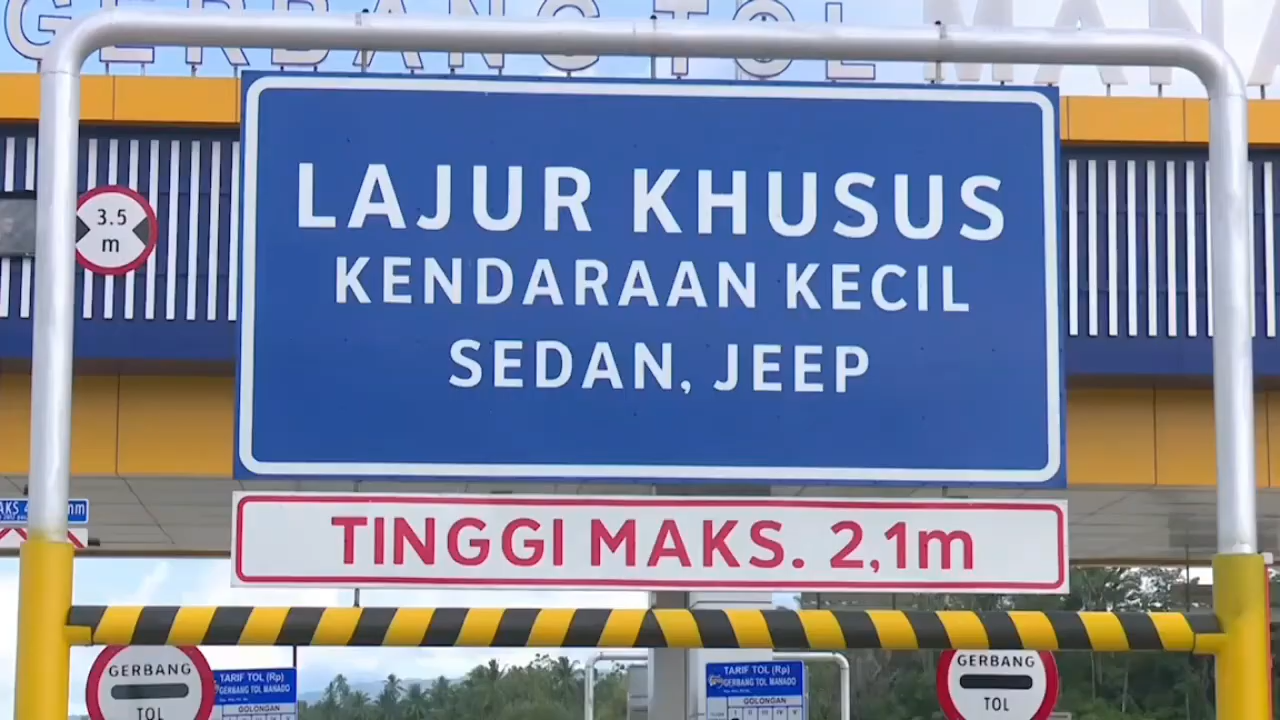 GERBANG TOL MANA
3.5
m
LAJUR KHUSUS
KENDARAAN KECIL
SEDAN, JEEP
TINGGI MAKS. 2,1m
GERBANG
TOL
TARIF TOL (Rp)
GERBANG TOL MANADO
GOLONGAN
TARIF TOL (Rp)
GERBANG TOL MANADO
GOLONGAN
GERBANG
TOL